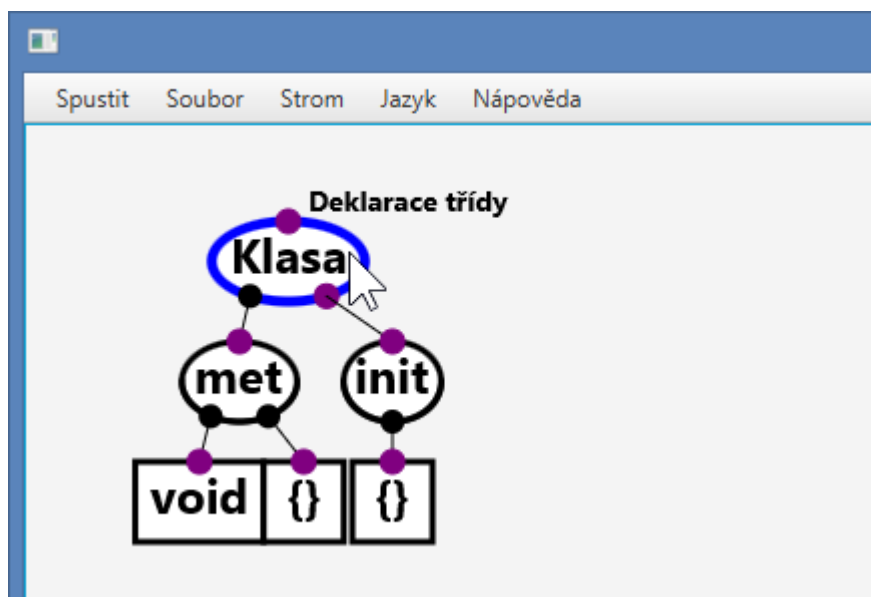 Spustit Soubor Strom Jazyk Nápověda
Deklarace třídy
Klasa
met init
void {} {}